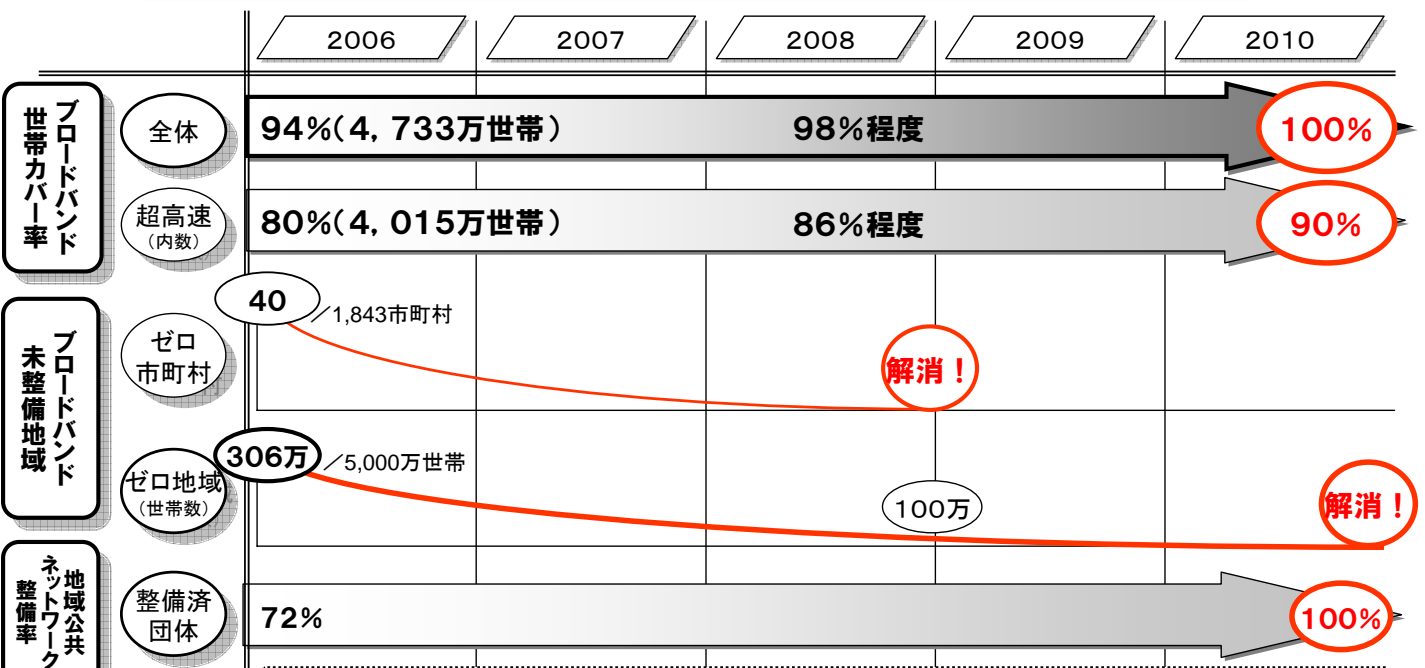 2006
2007
2008
2009
2010
ブロードバンド
世帯カバー率
全体
94%(4, 733万世帯)
98%程度
100%
超高速
(内数)
80%(4, 015万世帯)
86%程度
90%
ブロードバンド
未整備地域
ゼロ
市町村
40
／1,843市町村
解消！
ゼロ地域
(世帯数)
306万
／5,000万世帯
100万
解消！
地域公共
ネットワーク
整備率
整備済
団体
72%
100%